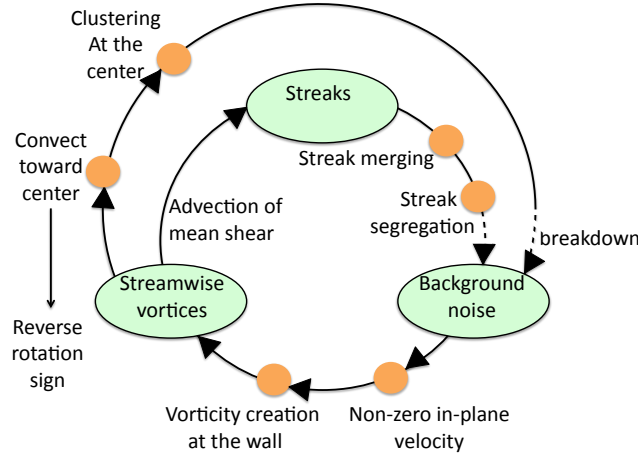 Clustering
At the
center
Streaks
Convect
toward
center
Streak merging
Streak
segregation
Advection of
mean shear
breakdown
Streamwise
vortices
Background
noise
Reverse
rotation
sign
Vorticity creation
at the wall
Non-zero in-plane
velocity